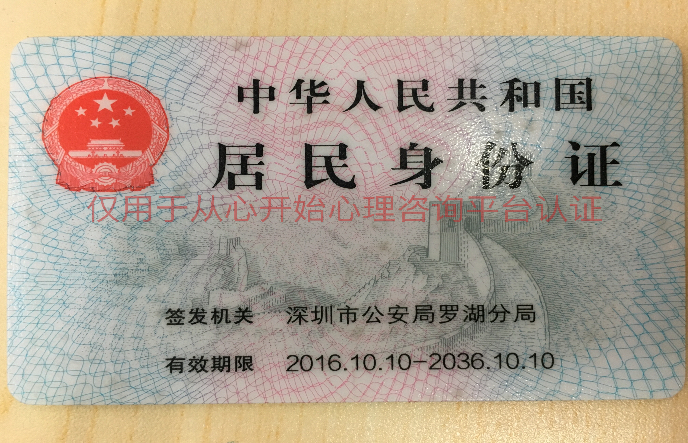 中华人民共和国
居民身份证
仅用于从心开始心理咨询平台认证
签发机关 深圳市公安局罗湖分局
有效期限 2016.10.10-2036.10.10